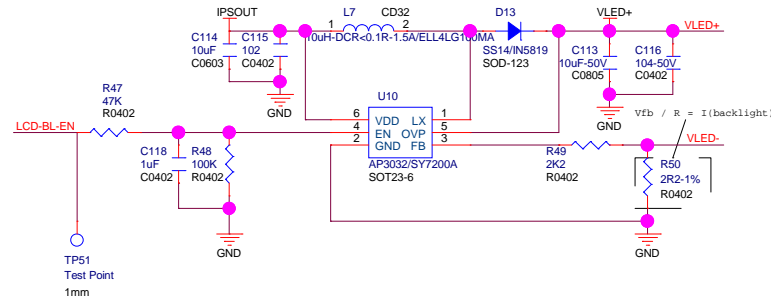 IPSOUT
L7
CD32
D13
VLED+
VLED+
C114
10uF
C0603
C115
102
C0402
1
2
10uH-DCR<0.1R-1.5A/ELL4LG100MA
SS14/IN5819
SOD-123
C113
10uF-50V
C0805
C116
104-50V
C0402
GND
GND
R47
47K
R0402
U10
Vfb / R = I(backlight)
LCD-BL-EN
6
4
2
VDD
EN
GND
LX
OVP
FB
1
5
3
VLED-
C118
1uF
C0402
R48
100K
R0402
AP3032/SY7200A
SOT23-6
R49
2K2
R0402
R50
2R2-1%
R0402
GND
GND
TP51
Test Point
1mm